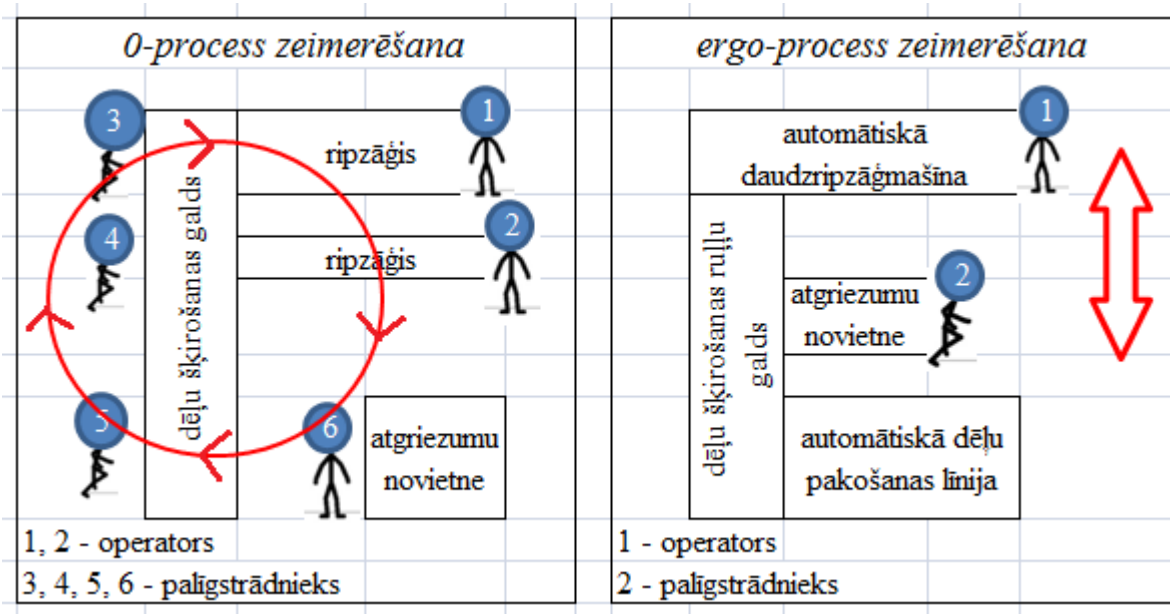 0-process zeimerēšana
3
1
ripzāģis
4
2
ripzāģis
dēļu šķirošanas galds
5
6
atgriezumu
novietne
1, 2 - operators
3, 4, 5, 6 - palīgstrādnieks
ergo-process zeimerēšana
1
automātiskā
daudzripzāģmašīna
2
atgriezumu
novietne
dēļu šķirošanas ruļļu
galds
automātiskā dēļu
pakošanas līnija
1 - operators
2 - palīgstrādnieks